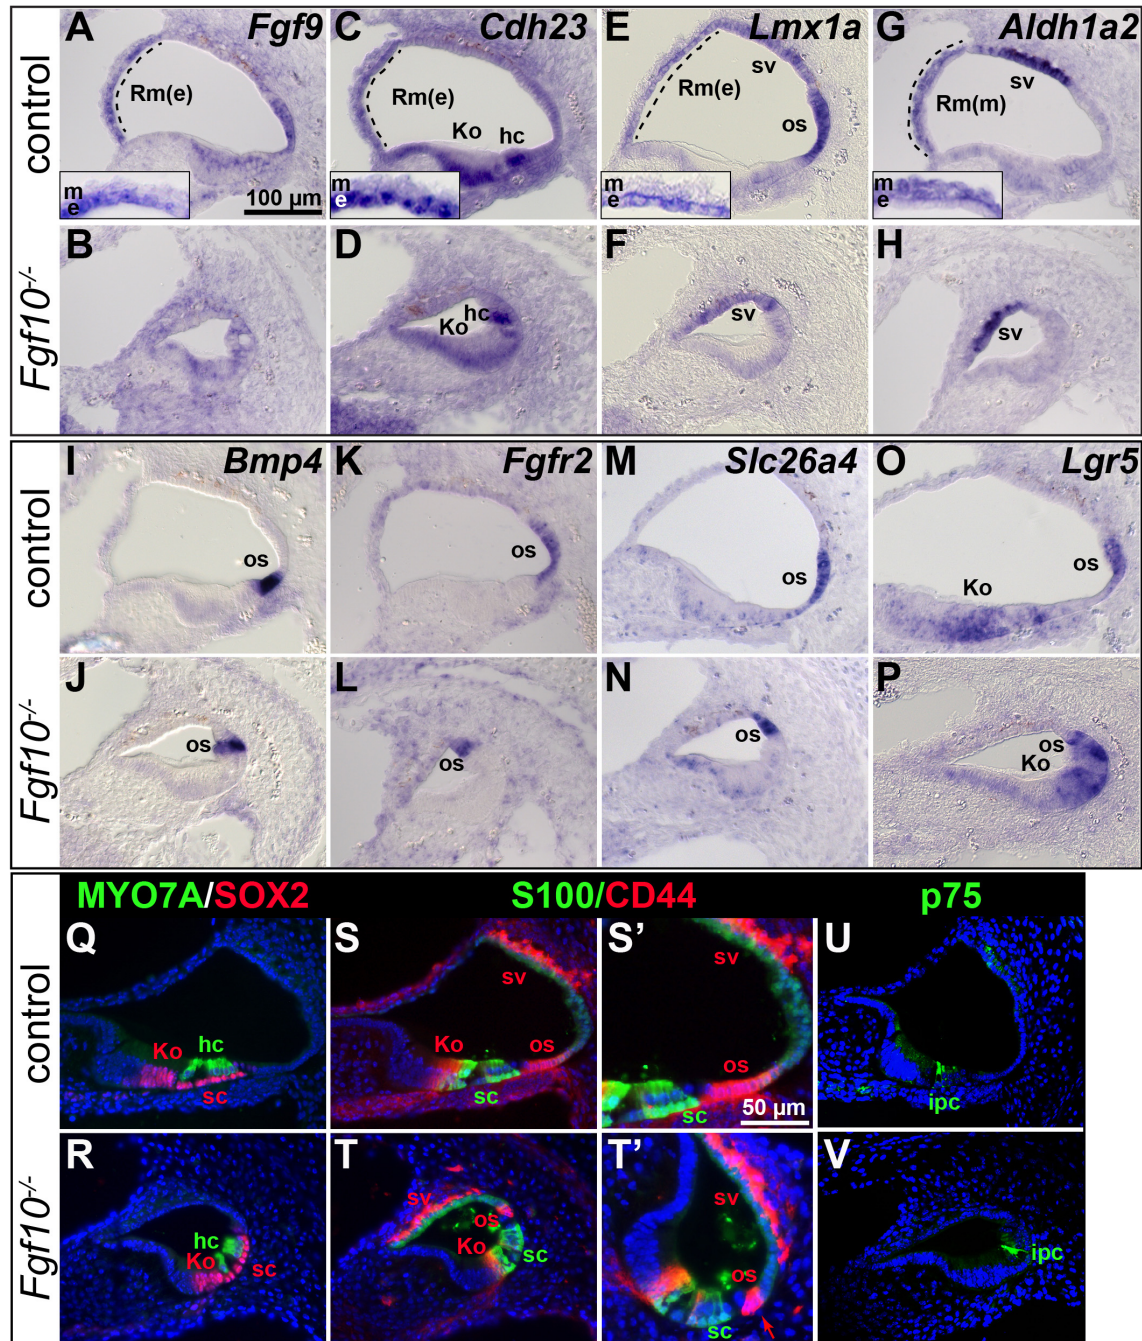 A Fgf9 C Cdh23 E Lmx1a G Aldh1a2
control
Rm(e) Rm(e) Ko hc Rm(e) sv os Rm(m) sv
m e 100 µm m e m e m e
B D F H
Fgf10-/-
hc Ko sv sv
I Bmp4 K Fgfr2 M Slc26a4 O Lgr5
control
os os os Ko os
J L N P
Fgf10-/-
os os os os Ko
MYO7A/SOX2 S100/CD44 p75
Q S S' U
control
Ko hc sc sv Ko os sc sv os sc 50 µm ipc
R T T' V
Fgf10-/-
hc Ko sc sv os Ko sc sv os sc ipc